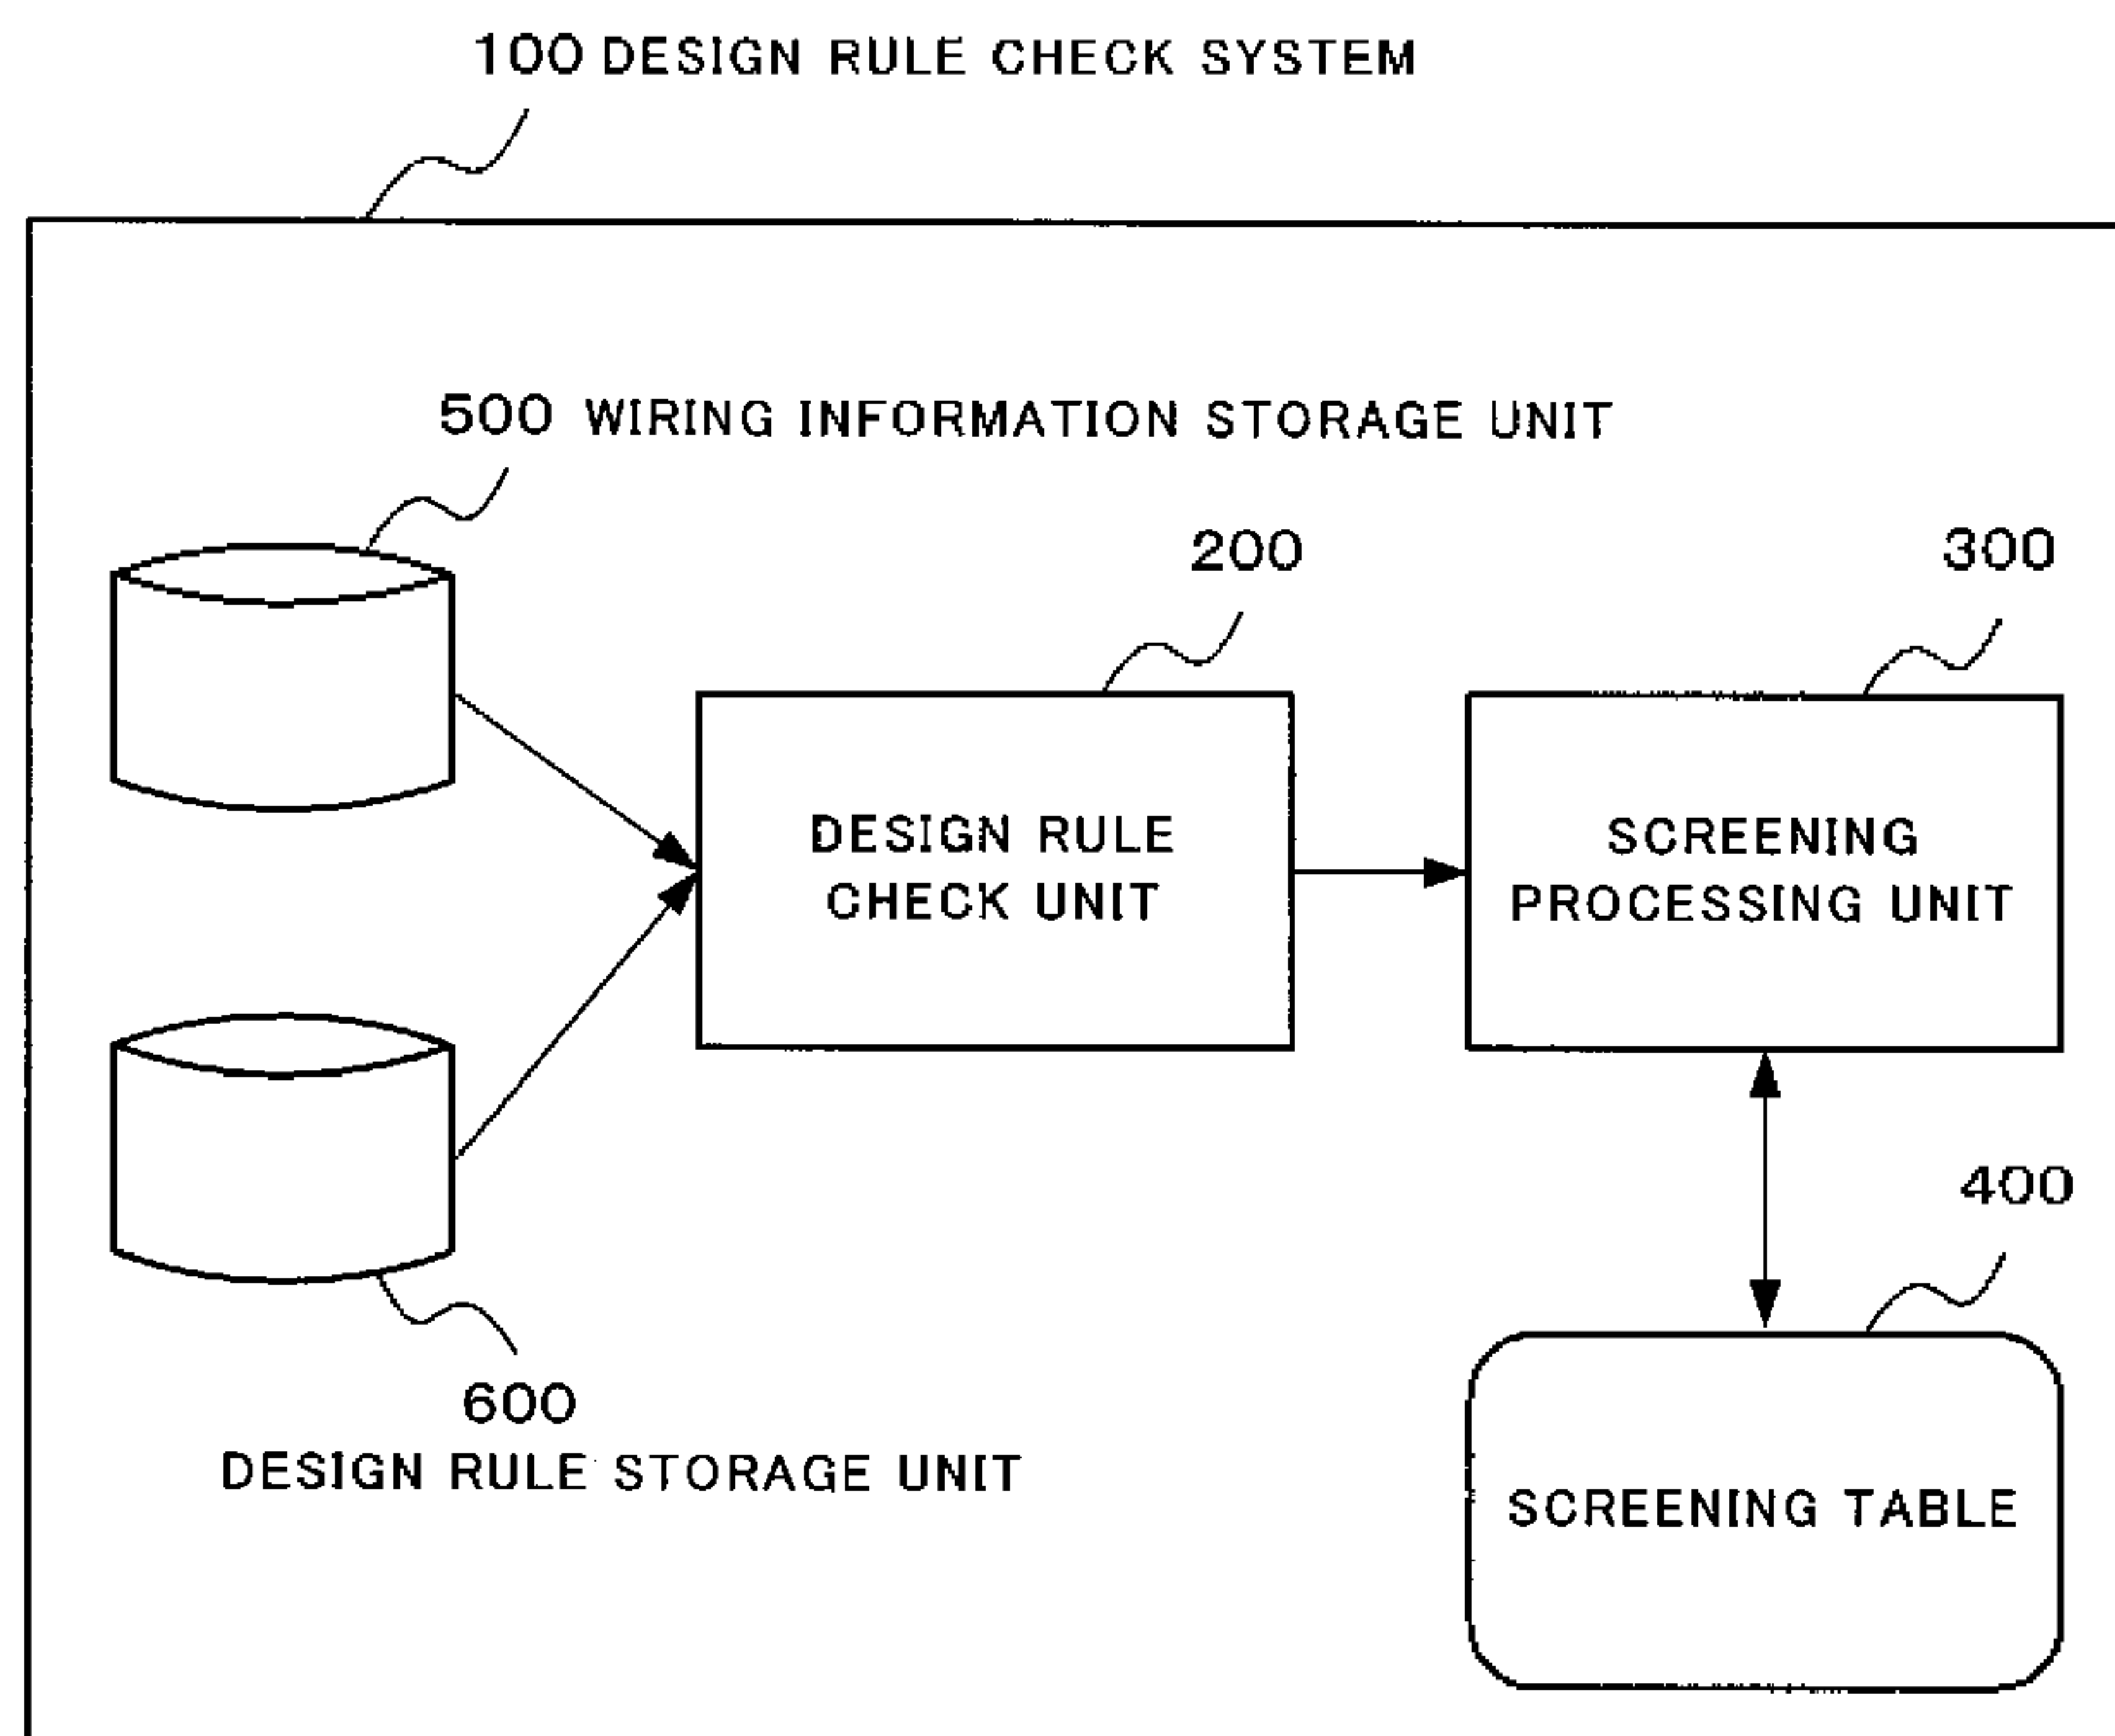 100 DESIGN RULE CHECK SYSTEM
500 WIRING INFORMATION STORAGE UNIT
200
300
DESIGN RULE
CHECK UNIT
SCREENING
PROCESSING UNIT
400
600
DESIGN RULE STORAGE UNIT
SCREENING TABLE